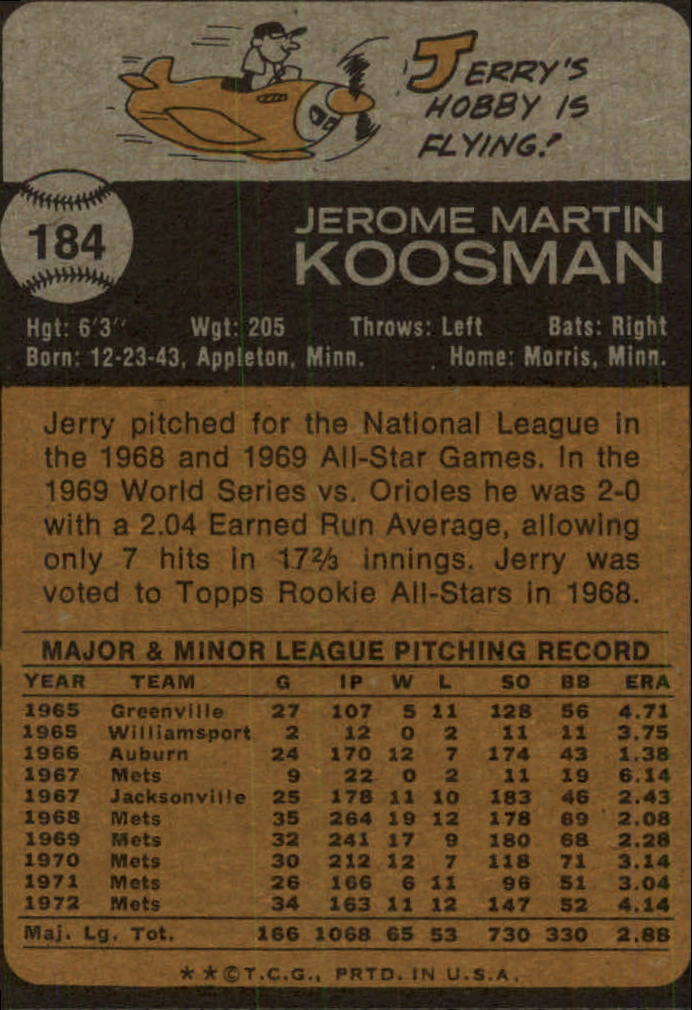 JERRY'S
HOBBY IS
FLYING!
184
JEROME MARTIN
KOOSMAN
Hgt: 6'3" Wgt: 205 Throws: Left Bats: Right
Born: 12-23-43, Appleton, Minn. Home: Morris, Minn.
Jerry pitched for the National League in
the 1968 and 1969 All-Star Games. In the
1969 World Series vs. Orioles he was 2-0
with a 2.04 Earned Run Average, allowing
only 7 hits in 17⅔ innings. Jerry was
voted to Topps Rookie All-Stars in 1968.
MAJOR & MINOR LEAGUE PITCHING RECORD
YEAR TEAM G IP W L SO BB ERA
1965 Greenville 27 107 5 11 128 56 4.71
1965 Williamsport 2 12 0 2 11 11 3.75
1966 Auburn 24 170 12 7 174 43 1.38
1967 Mets 9 22 0 2 11 19 6.14
1967 Jacksonville 25 178 11 10 183 46 2.43
1968 Mets 35 264 19 12 178 69 2.08
1969 Mets 32 241 17 9 180 68 2.28
1970 Mets 30 212 12 7 118 71 3.14
1971 Mets 26 166 6 11 96 51 3.04
1972 Mets 34 163 11 12 147 52 4.14
Maj. Lg. Tot. 166 1068 65 53 730 330 2.88
**©T.C.G., PRTD. IN U.S.A.